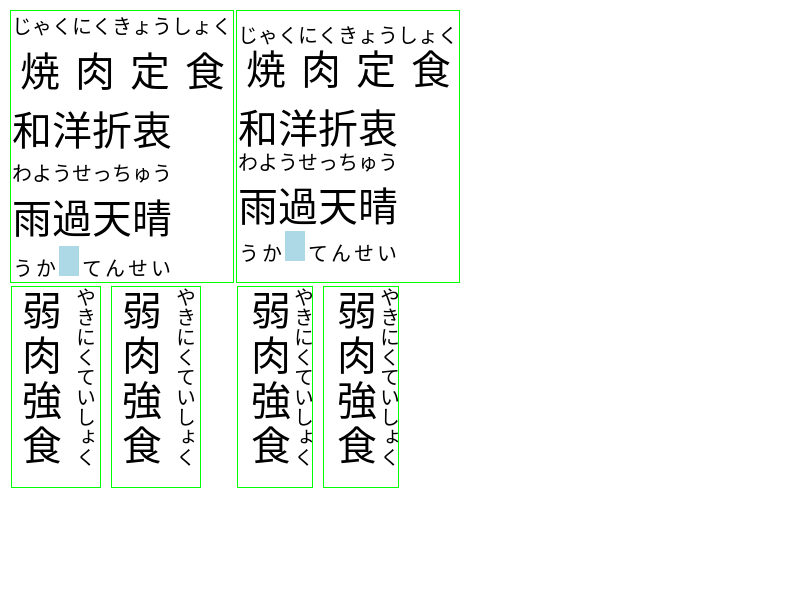 じゃくにくきょうしょく
焼肉定食
和洋折衷
わようせっちゅう
雨過天晴
うか てんせい
じゃくにくきょうしょく
焼肉定食
和洋折衷
わようせっちゅう
雨過天晴
うか てんせい
弱肉強食
やきにくていしょく
弱肉強食
やきにくていしょく
弱肉強食
やきにくていしょく
弱肉強食
やきにくていしょく